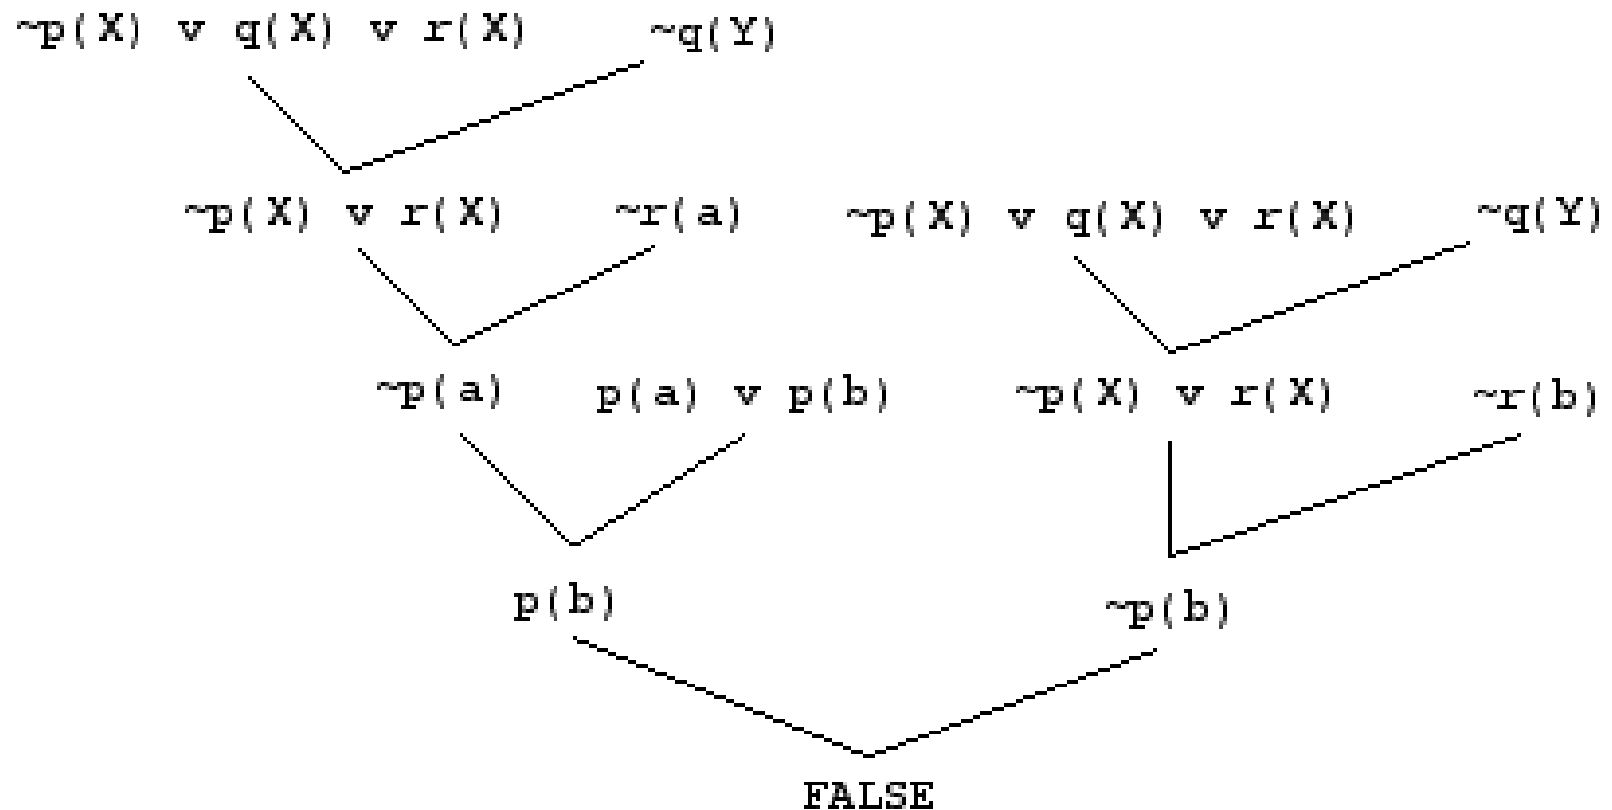 ~p(X) v q(X) v r(X) ~q(Y)
~p(X) v r(X) ~r(a) ~p(X) v q(X) v r(X) ~q(Y)
~p(a) p(a) v p(b) ~p(X) v r(X) ~r(b)
p(b) ~p(b)
FALSE